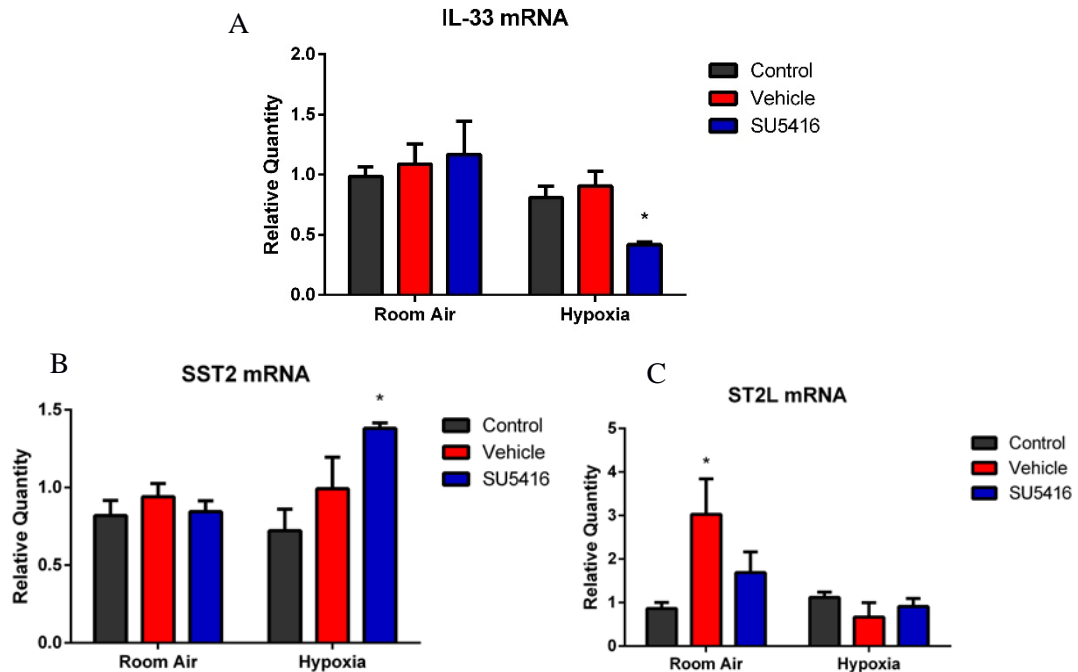 A
IL-33 mRNA
Relative Quantity
2.0
1.5
1.0
0.5
0.0
*
Room Air
Hypoxia
Control
Vehicle
SU5416
B
SST2 mRNA
Relative Quantity
1.5
1.0
0.5
0.0
*
Room Air
Hypoxia
Control
Vehicle
SU5416
C
ST2L mRNA
Relative Quantity
5
4
3
2
1
0
*
Room Air
Hypoxia
Control
Vehicle
SU5416